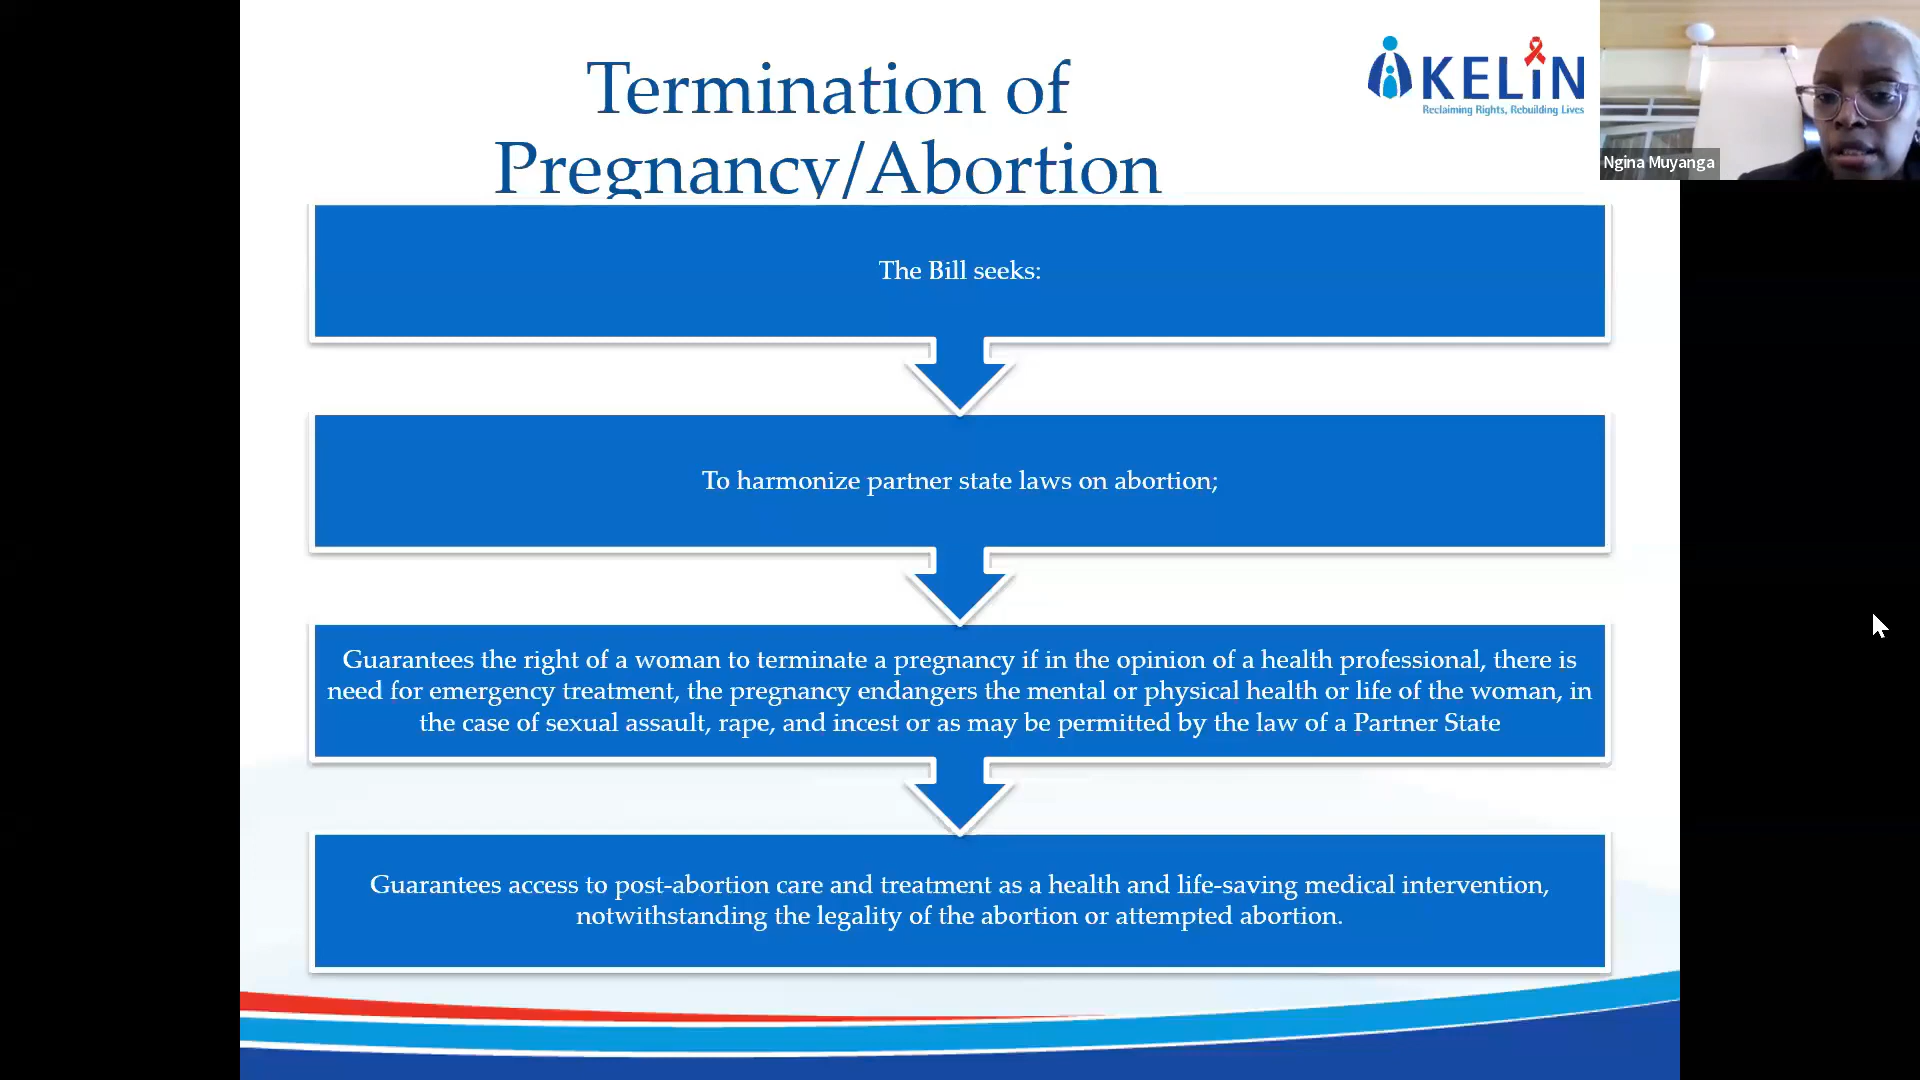 Termination of
Pregnancy/Abortion
KELIN
Reclaiming Rights, Rebuilding Lives
Ngina Muyanga
The Bill seeks:
To harmonize partner state laws on abortion;
Guarantees the right of a woman to terminate a pregnancy if in the opinion of a health professional, there is
need for emergency treatment, the pregnancy endangers the mental or physical health or life of the woman, in
the case of sexual assault, rape, and incest or as may be permitted by the law of a Partner State
Guarantees access to post-abortion care and treatment as a health and life-saving medical intervention,
notwithstanding the legality of the abortion or attempted abortion.